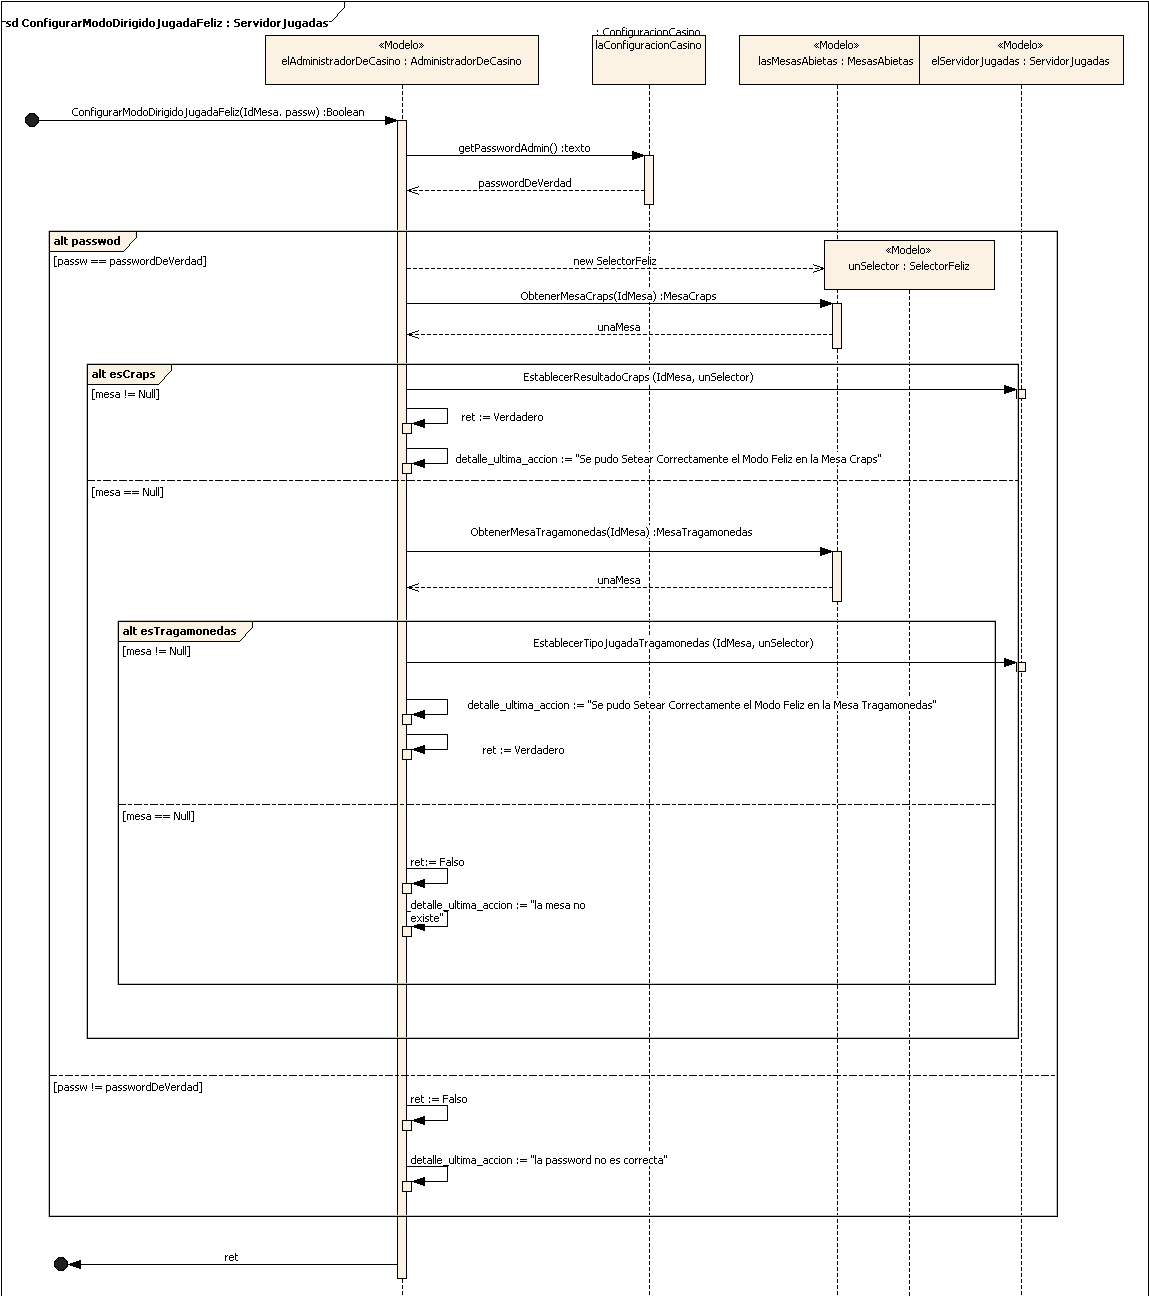 sd ConfigurarModoDirigidoJugadaFeliz : ServidorJugadas
«Modelo»
elAdministradorDeCasino : AdministradorDeCasino
: ConfiguracionCasino
laConfiguracionCasino
«Modelo»
lasMesasAbietas : MesasAbietas
«Modelo»
elServidorJugadas : ServidorJugadas
ConfigurarModoDirigidoJugadaFeliz(IdMesa. passw) :Boolean
getPasswordAdmin() :texto
passwordDeVerdad
alt passwod
[passw == passwordDeVerdad]
«Modelo»
unSelector : SelectorFeliz
new SelectorFeliz
ObtenerMesaCraps(IdMesa) :MesaCraps
unaMesa
alt esCraps
[mesa != Null]
EstablecerResultadoCraps (IdMesa, unSelector)
ret := Verdadero
detalle_ultima_accion := "Se pudo Setear Correctamente el Modo Feliz en la Mesa Craps"
[mesa == Null]
ObtenerMesaTragamonedas(IdMesa) :MesaTragamonedas
unaMesa
alt esTragamonedas
[mesa != Null]
EstablecerTipoJugadaTragamonedas (IdMesa, unSelector)
detalle_ultima_accion := "Se pudo Setear Correctamente el Modo Feliz en la Mesa Tragamonedas"
ret := Verdadero
[mesa == Null]
ret:= Falso
detalle_ultima_accion := "la mesa no
existe"
[passw != passwordDeVerdad]
ret := Falso
detalle_ultima_accion := "la password no es correcta"
ret